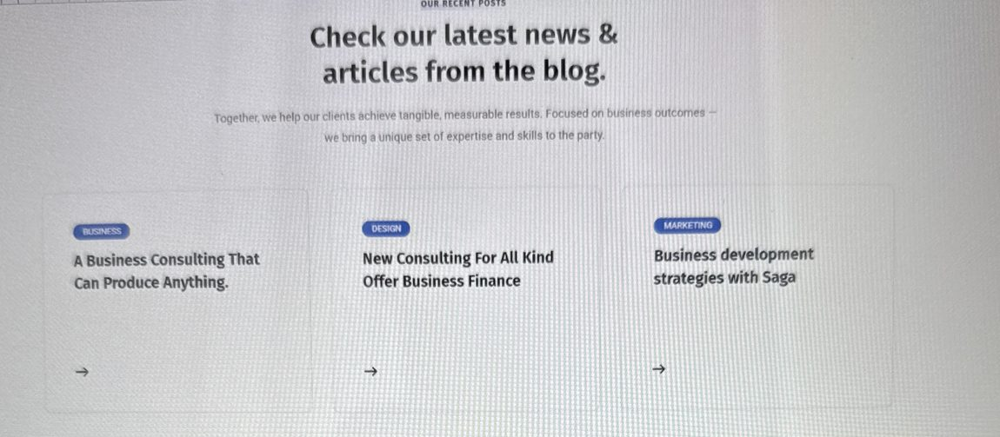 OUR RECENT POSTS
Check our latest news &
articles from the blog.
Together, we help our clients achieve tangible, measurable results. Focused on business outcomes —
we bring a unique set of expertise and skills to the party.
BUSINESS
A Business Consulting That
Can Produce Anything.
DESIGN
New Consulting For All Kind
Offer Business Finance
MARKETING
Business development
strategies with Saga